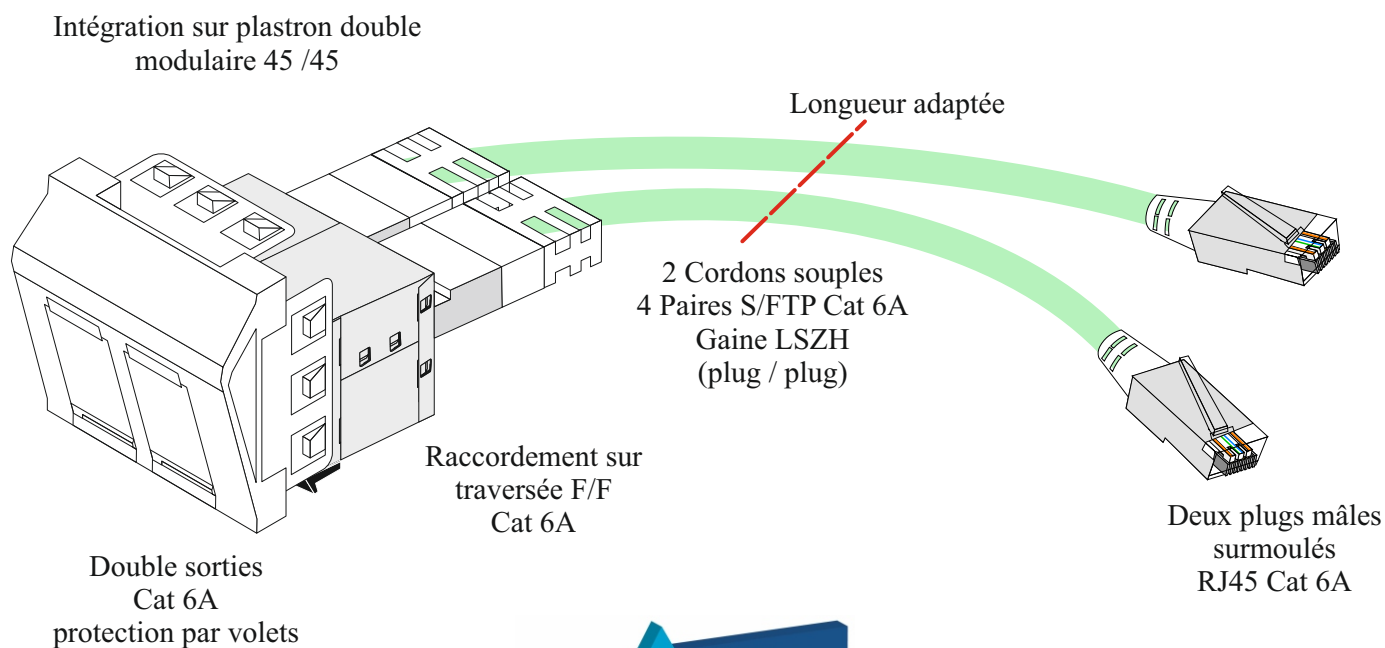 Intégration sur plastron double
modulaire 45 /45
Longueur adaptée
2 Cordons souples
4 Paires S/FTP Cat 6A
Gaine LSZH
(plug / plug)
Raccordement sur
traversée F/F
Cat 6A
Deux plugs mâles
surmoulés
RJ45 Cat 6A
Double sorties
Cat 6A
protection par volets